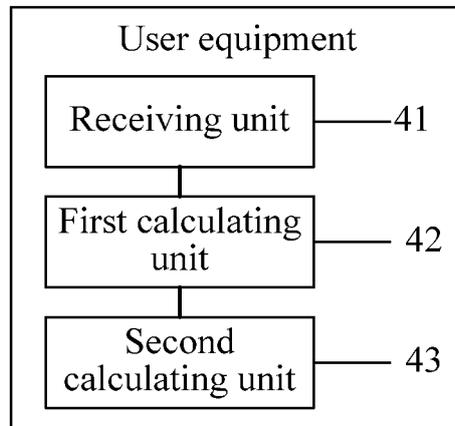 User equipment
Receiving unit
41
First calculating
unit
42
Second
calculating unit
43